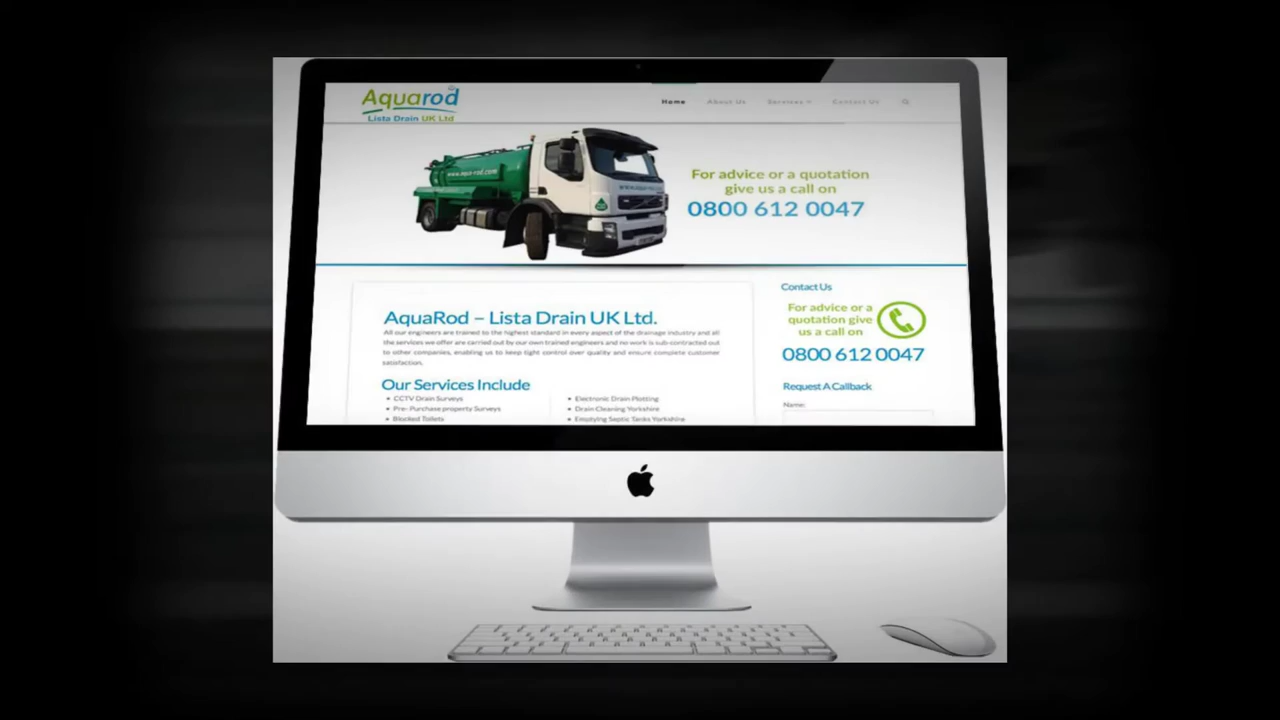 Aquarod
Lista Drain UK Ltd
Home About Us Services Contact Us
www.aqua-rod.com
For advice or a quotation
give us a call on
0800 612 0047
AquaRod – Lista Drain UK Ltd.
All our engineers are trained to the highest standard in every aspect of the drainage industry and all
the services we offer are carried out by our own trained engineers and no work is sub-contracted out
to other companies, enabling us to keep tight control over quality and ensure complete customer
satisfaction.
Our Services Include
CCTV Drain Surveys
Pre- Purchase property Surveys
Blocked Toilets
Electronic Drain Plotting
Drain Cleaning Yorkshire
Emptying Septic Tanks Yorkshire
Contact Us
For advice or a
quotation give
us a call on
0800 612 0047
Request A Callback
Name: